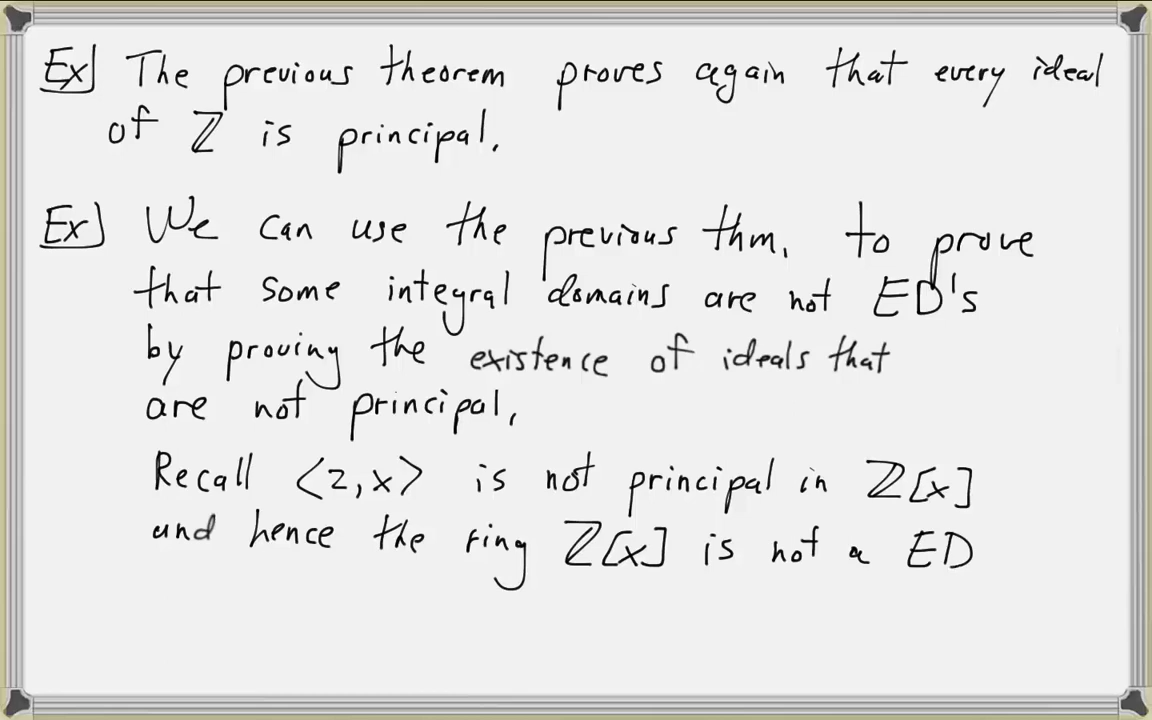 Ex] The previous theorem proves again that every ideal
of ℤ is principal.
Ex] We can use the previous thm. to prove
that some integral domains are not ED's
by proving the existence of ideals that
are not principal.
Recall <2,x> is not principal in ℤ[x]
and hence the ring ℤ[x] is not a ED